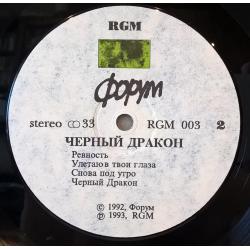 RGM
Форум
stereo 33 RGM 003 2
ЧЕРНЫЙ ДРАКОН
Ревность
Улетаю в твои глаза
Снова под утро
Черный Дракон
© 1992, Форум
℗ 1993, RGM